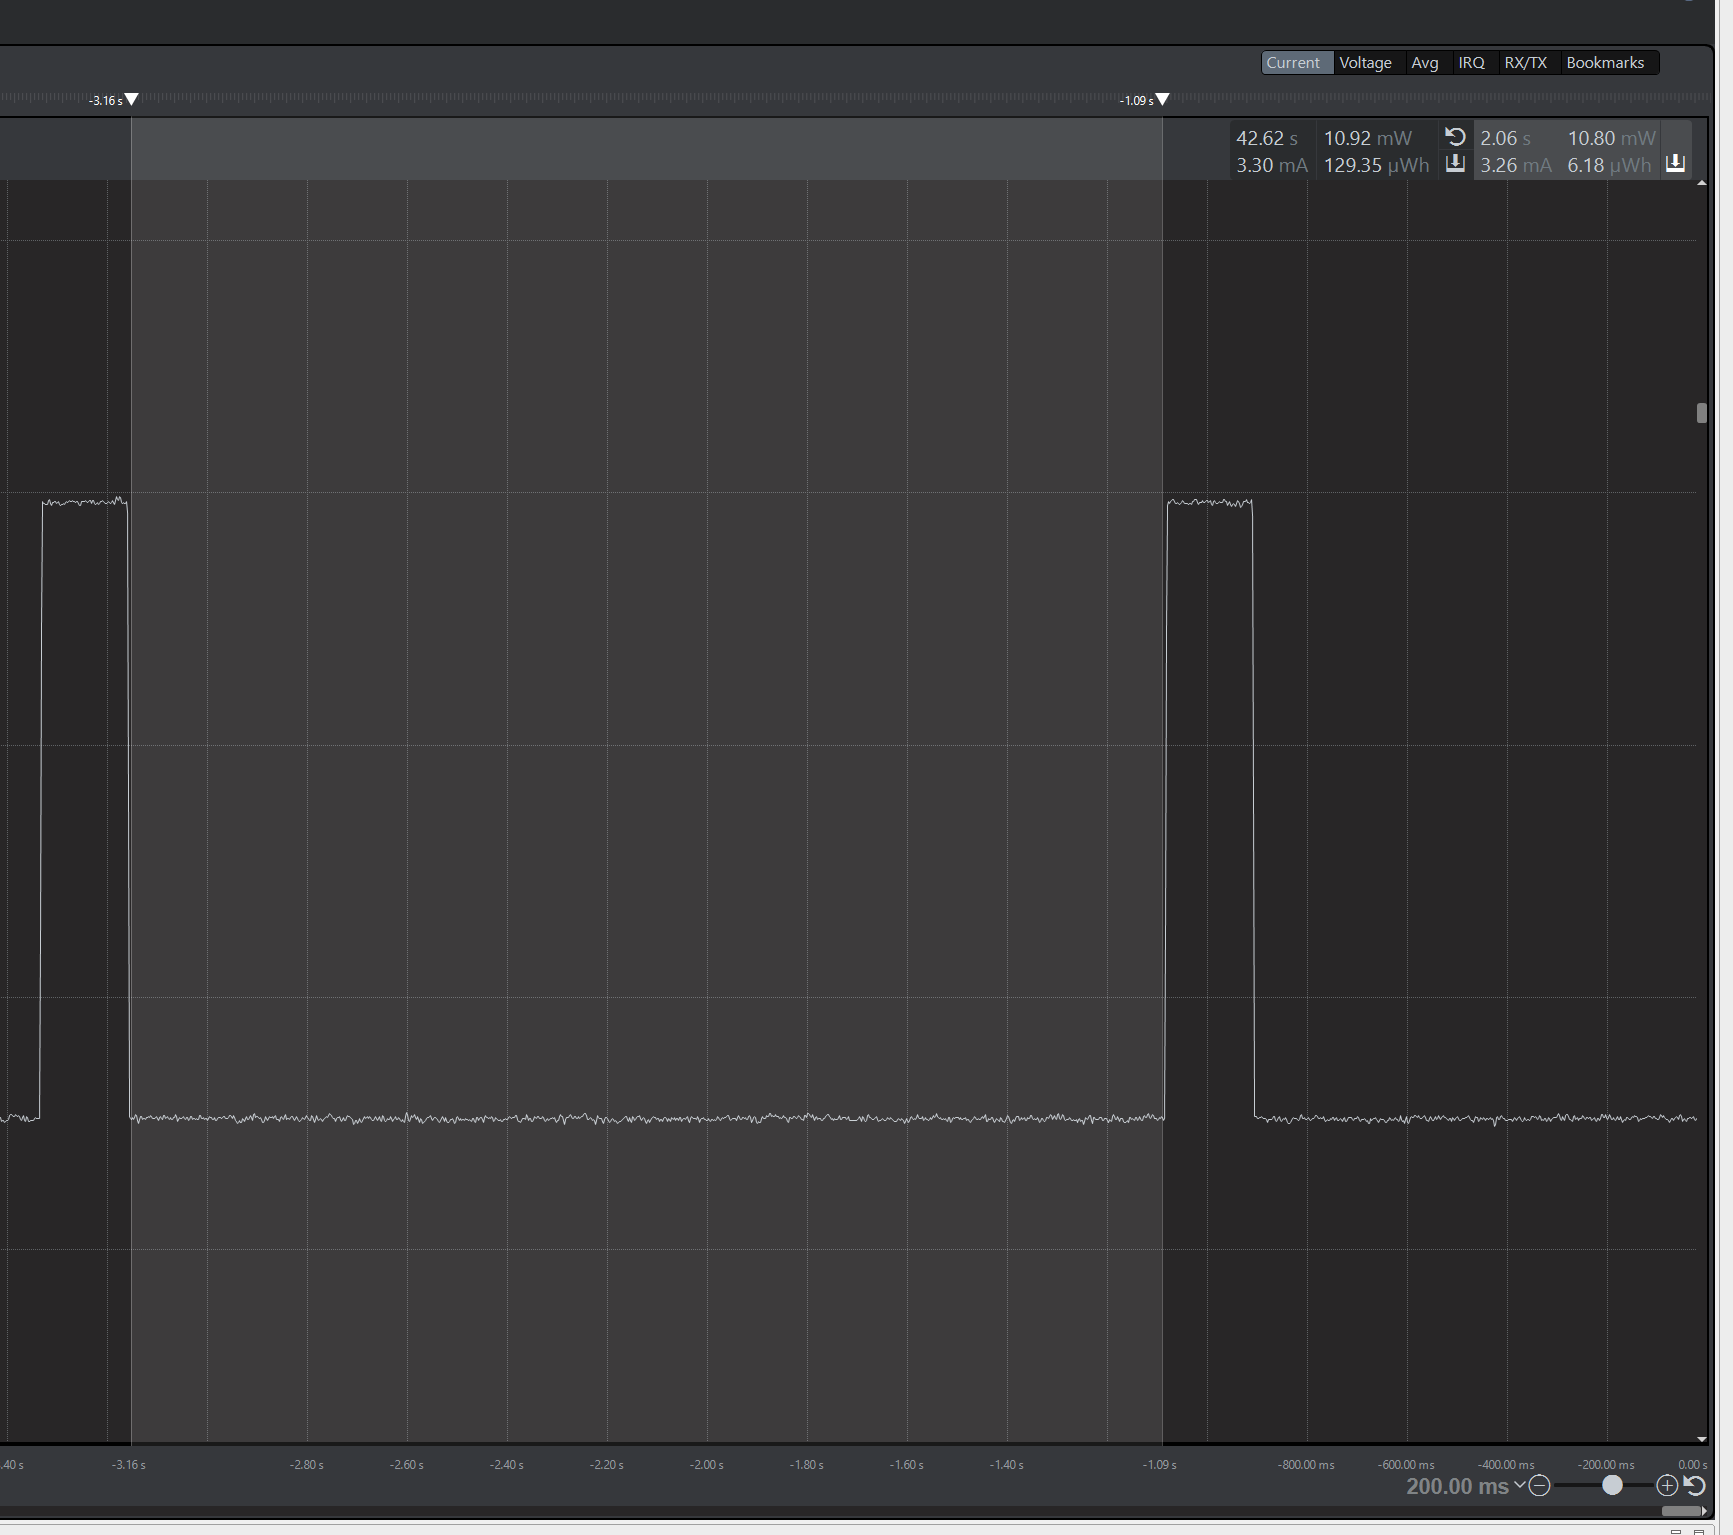 Current Voltage Avg IRQ RX/TX Bookmarks
-3.16 s -1.09 s
42.62 s 10.92 mW 2.06 s 10.80 mW
3.30 mA 129.35 µWh 3.26 mA 6.18 µWh
.40 s -3.16 s -2.80 s -2.60 s -2.40 s -2.20 s -2.00 s -1.80 s -1.60 s -1.40 s -1.09 s -800.00 ms -600.00 ms -400.00 ms -200.00 ms 0.00 s
200.00 ms